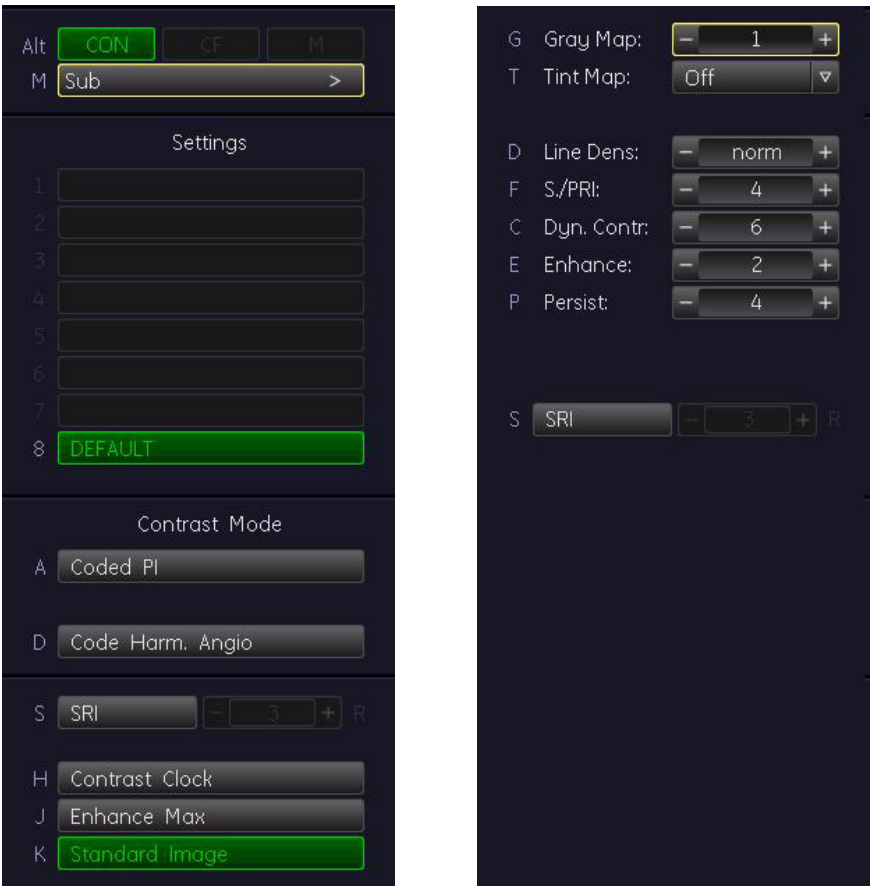 Alt CON CF M
M Sub >
Settings
1
2
3
4
5
6
7
8 DEFAULT
Contrast Mode
A Coded PI
D Code Harm. Angio
S SRI - 3 + R
H Contrast Clock
J Enhance Max
K Standard Image
G Gray Map: - 1 +
T Tint Map: Off
D Line Dens: - norm +
F S./PRI: - 4 +
C Dyn. Contr: - 6 +
E Enhance: - 2 +
P Persist: - 4 +
S SRI - 3 + R